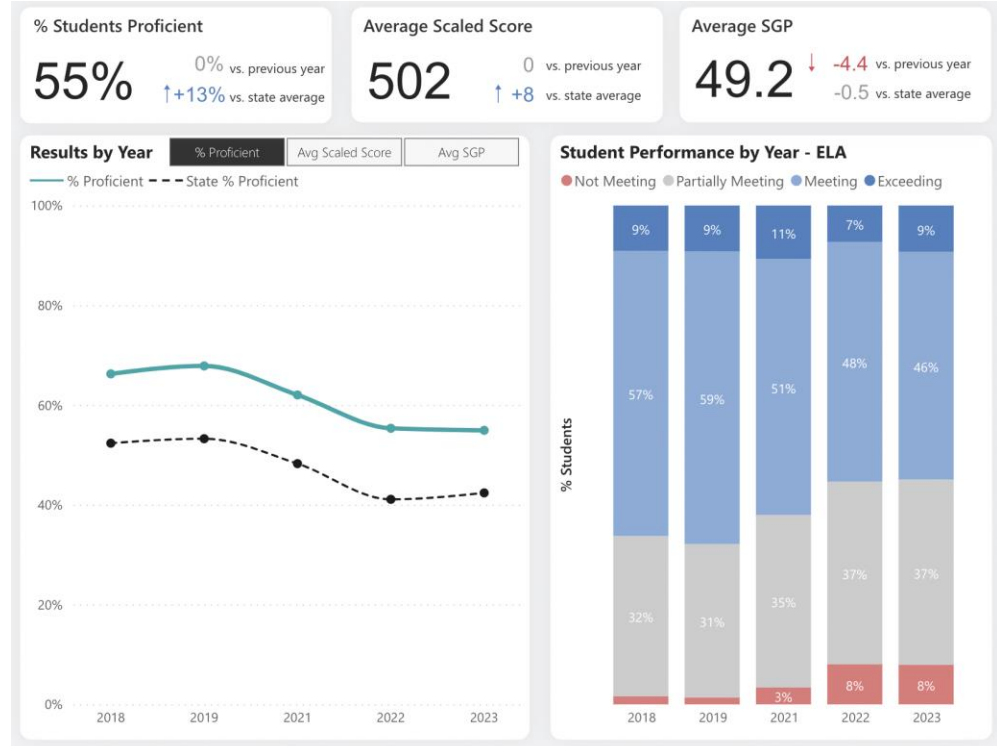 % Students Proficient
55%
0% vs. previous year
↑+13% vs. state average
Average Scaled Score
502
0 vs. previous year
↑ +8 vs. state average
Average SGP
49.2
↓ -4.4 vs. previous year
-0.5 vs. state average
Results by Year
% Proficient
Avg Scaled Score
Avg SGP
% Proficient State % Proficient
100%
80%
60%
40%
20%
0%
2018 2019 2021 2022 2023
Student Performance by Year - ELA
Not Meeting Partially Meeting Meeting Exceeding
% Students
9% 9% 11% 7% 9%
57% 59% 51% 48% 46%
32% 31% 35% 37% 37%
3% 8% 8%
2018 2019 2021 2022 2023